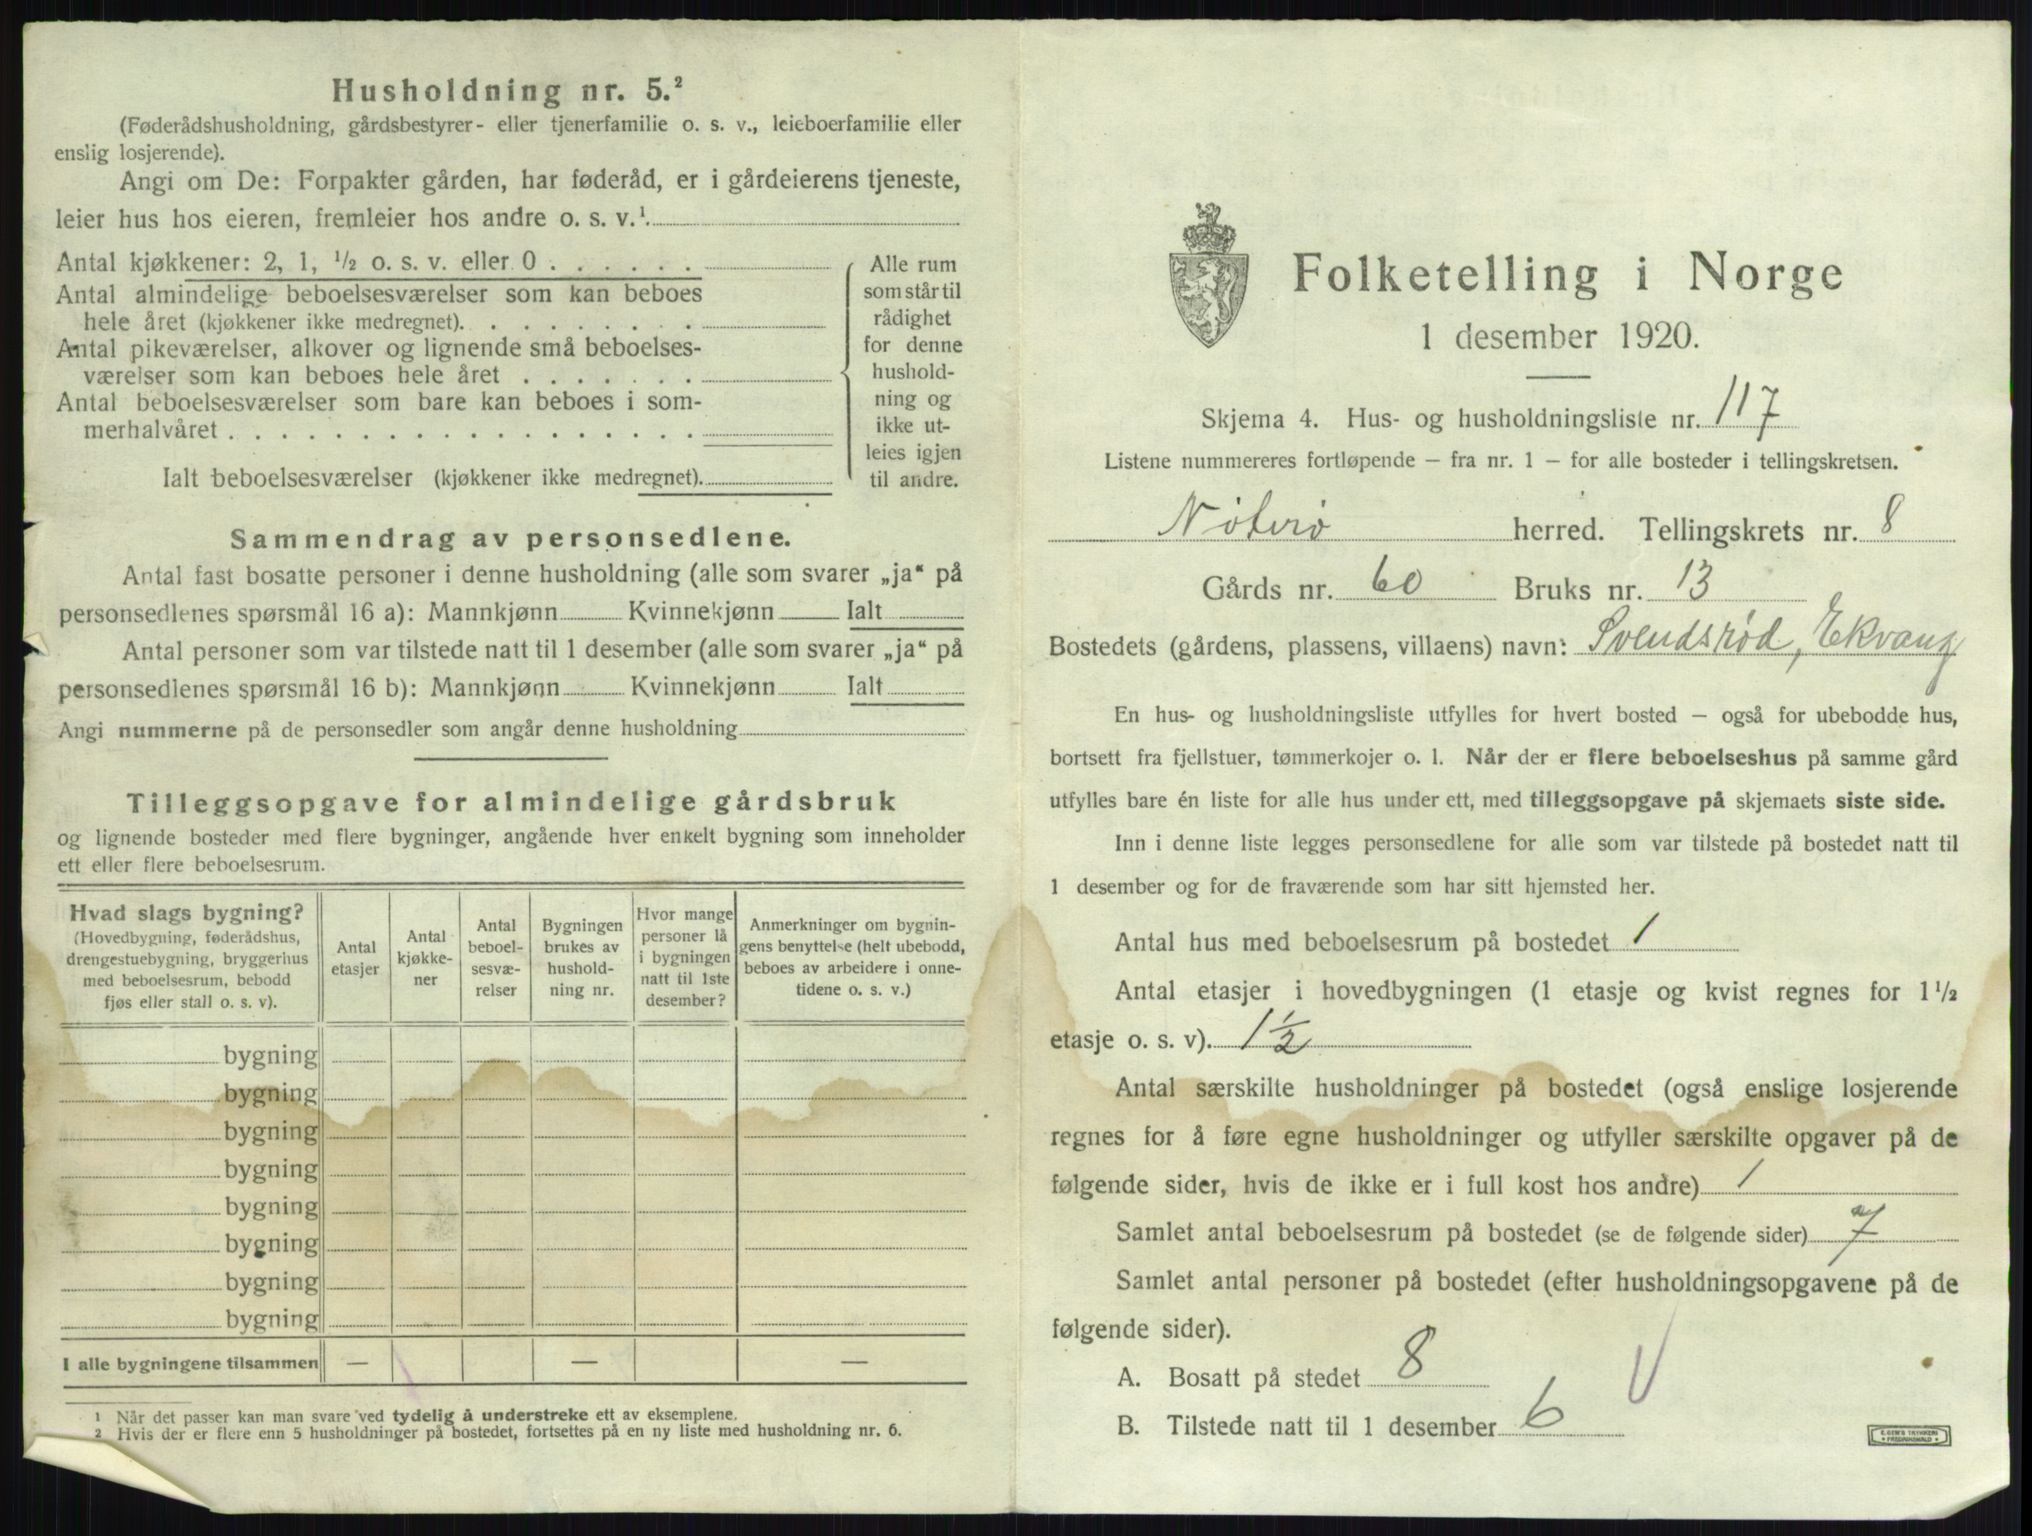 Husholdning nr. 5.²
(Føderådshusholdning, gårdsbestyrer- eller tjenerfamilie o. s. v., leieboerfamilie eller
enslig losjerende).
Angi om De: Forpakter gården, har føderåd, er i gårdeierens tjeneste,
leier hus hos eieren, fremleier hos andre o. s. v.¹
Antal kjøkkener: 2, 1, ½ o. s. v. eller 0 . . . . . .
Antal almindelige beboelsesværelser som kan beboes
hele året (kjøkkener ikke medregnet). . . . . . . . .
Antal pikeværelser, alkover og lignende små beboelses-
værelser som kan beboes hele året . . . . . . .
Antal beboelsesværelser som bare kan beboes i som-
merhalvåret . . . . . . . . . . . . . . . . . .
Ialt beboelsesværelser (kjøkkener ikke medregnet).
Alle rum
som står til
rådighet
for denne
hushold-
ning og
ikke ut-
leies igjen
til andre.
Sammendrag av personsedlene.
Antal fast bosatte personer i denne husholdning (alle som svarer „ja“ på
personsedlenes spørsmål 16 a): Mannkjønn Kvinnekjønn Ialt
Antal personer som var tilstede natt til 1 desember (alle som svarer „ja“ på
personsedlenes spørsmål 16 b): Mannkjønn Kvinnekjønn Ialt
Angi nummerne på de personsedler som angår denne husholdning
Tilleggsopgave for almindelige gårdsbruk
og lignende bosteder med flere bygninger, angående hver enkelt bygning som inneholder
ett eller flere beboelsesrum.
Hvad slags bygning?
(Hovedbygning, føderådshus,
drengestuebygning, bryggerhus
med beboelsesrum, bebodd
fjøs eller stall o. s. v).
Antal
etasjer
Antal
kjøkke-
ner
Antal
beboel-
sesvæ-
relser
Bygningen
brukes av
hushold-
ning nr.
Hvor mange
personer lå
i bygningen
natt til 1ste
desember?
Anmerkninger om bygnin-
gens benyttelse (helt ubebodd,
beboes av arbeidere i onne-
tidene o. s. v.)
bygning
bygning
bygning
bygning
bygning
bygning
bygning
bygning
I alle bygningene tilsammen — — —
¹ Når det passer kan man svare ved tydelig å understreke ett av eksemplene.
² Hvis der er flere enn 5 husholdninger på bostedet, fortsettes på en ny liste med husholdning nr. 6.
Folketelling i Norge
1 desember 1920.
Skjema 4. Hus- og husholdningsliste nr. 117
Listene nummereres fortløpende – fra nr. 1 – for alle bosteder i tellingskretsen.
Nøterø herred. Tellingskrets nr. 8
Gårds nr. 60 Bruks nr. 13
Bostedets (gårdens, plassens, villaens) navn: Svendsrød, Ekvang
En hus- og husholdningsliste utfylles for hvert bosted – også for ubebodde hus,
bortsett fra fjellstuer, tømmerkojer o. l. Når der er flere beboelseshus på samme gård
utfylles bare én liste for alle hus under ett, med tilleggsopgave på skjemaets siste side.
Inn i denne liste legges personsedlene for alle som var tilstede på bostedet natt til
1 desember og for de fraværende som har sitt hjemsted her.
Antal hus med beboelsesrum på bostedet 1
Antal etasjer i hovedbygningen (1 etasje og kvist regnes for 1½
etasje o. s. v). 1½
Antal særskilte husholdninger på bostedet (også enslige losjerende
regnes for å føre egne husholdninger og utfyller særskilte opgaver på de
følgende sider, hvis de ikke er i full kost hos andre) 1
Samlet antal beboelsesrum på bostedet (se de følgende sider) 7
Samlet antal personer på bostedet (efter husholdningsopgavene på de
følgende sider).
A. Bosatt på stedet 8
B. Tilstede natt til 1 desember 6